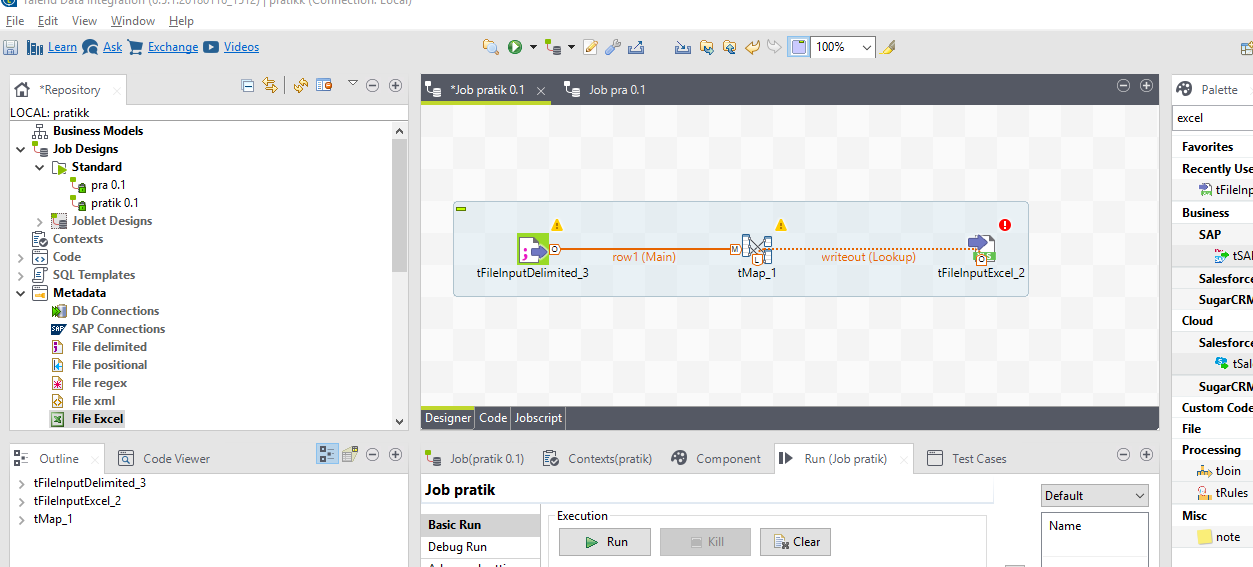 Talend Data Integration (6.5.1.20180116_1512) | pratikk (Connection: Local)
File Edit View Window Help
Learn Ask Exchange Videos 100%
*Repository
LOCAL: pratikk
Business Models
Job Designs
Standard
pra 0.1
pratik 0.1
Joblet Designs
Contexts
Code
SQL Templates
Metadata
Db Connections
SAP Connections
File delimited
File positional
File regex
File xml
File Excel
*Job pratik 0.1 Job pra 0.1
row1 (Main) writeout (Lookup)
tFileInputDelimited_3 tMap_1 tFileInputExcel_2
Designer Code Jobscript
Palette
excel
Favorites
Recently Use
tFileInp
Business
SAP
tSA
Salesforce
SugarCRM
Cloud
Salesforce
tSal
SugarCRM
Custom Code
File
Processing
tJoin
tRules
Misc
note
Outline Code Viewer
tFileInputDelimited_3
tFileInputExcel_2
tMap_1
Job(pratik 0.1) Contexts(pratik) Component Run (Job pratik) Test Cases
Job pratik
Basic Run
Debug Run
Execution
Run Kill Clear
Default
Name